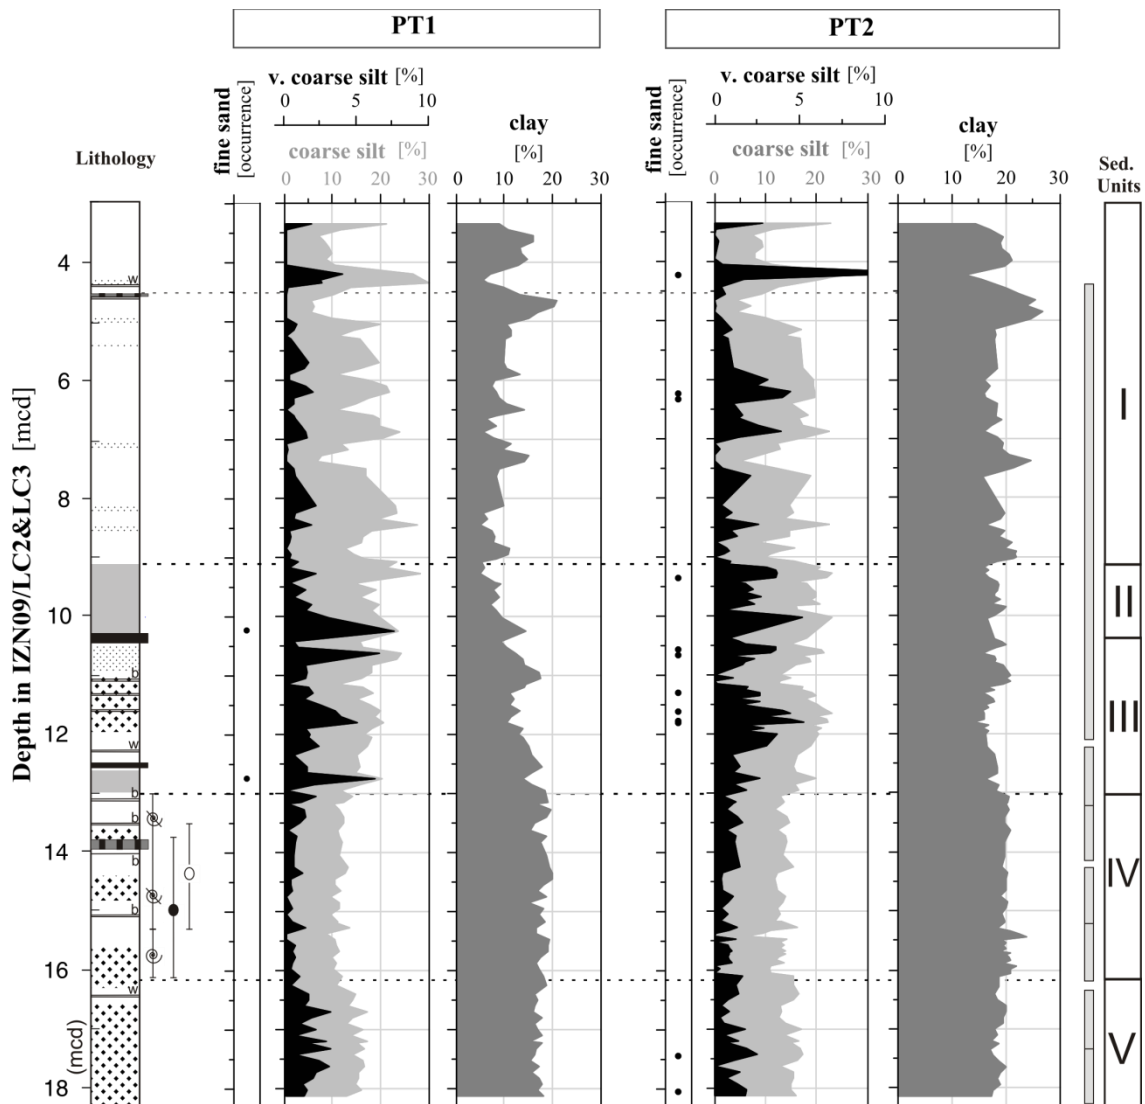 PT1
PT2
fine sand
[occurrence]
v. coarse silt [%]
0 5 10
coarse silt [%]
0 10 20 30
clay
[%]
0 10 20 30
fine sand
[occurrence]
v. coarse silt [%]
0 5 10
coarse silt [%]
0 10 20 30
clay
[%]
0 10 20 30
Lithology
Sed.
Units
Depth in IZN09/LC2&LC3 [mcd]
4
6
8
10
12
14
16
18
(mcd)
w
b
w
b
b
b
b
w
I
II
III
IV
V